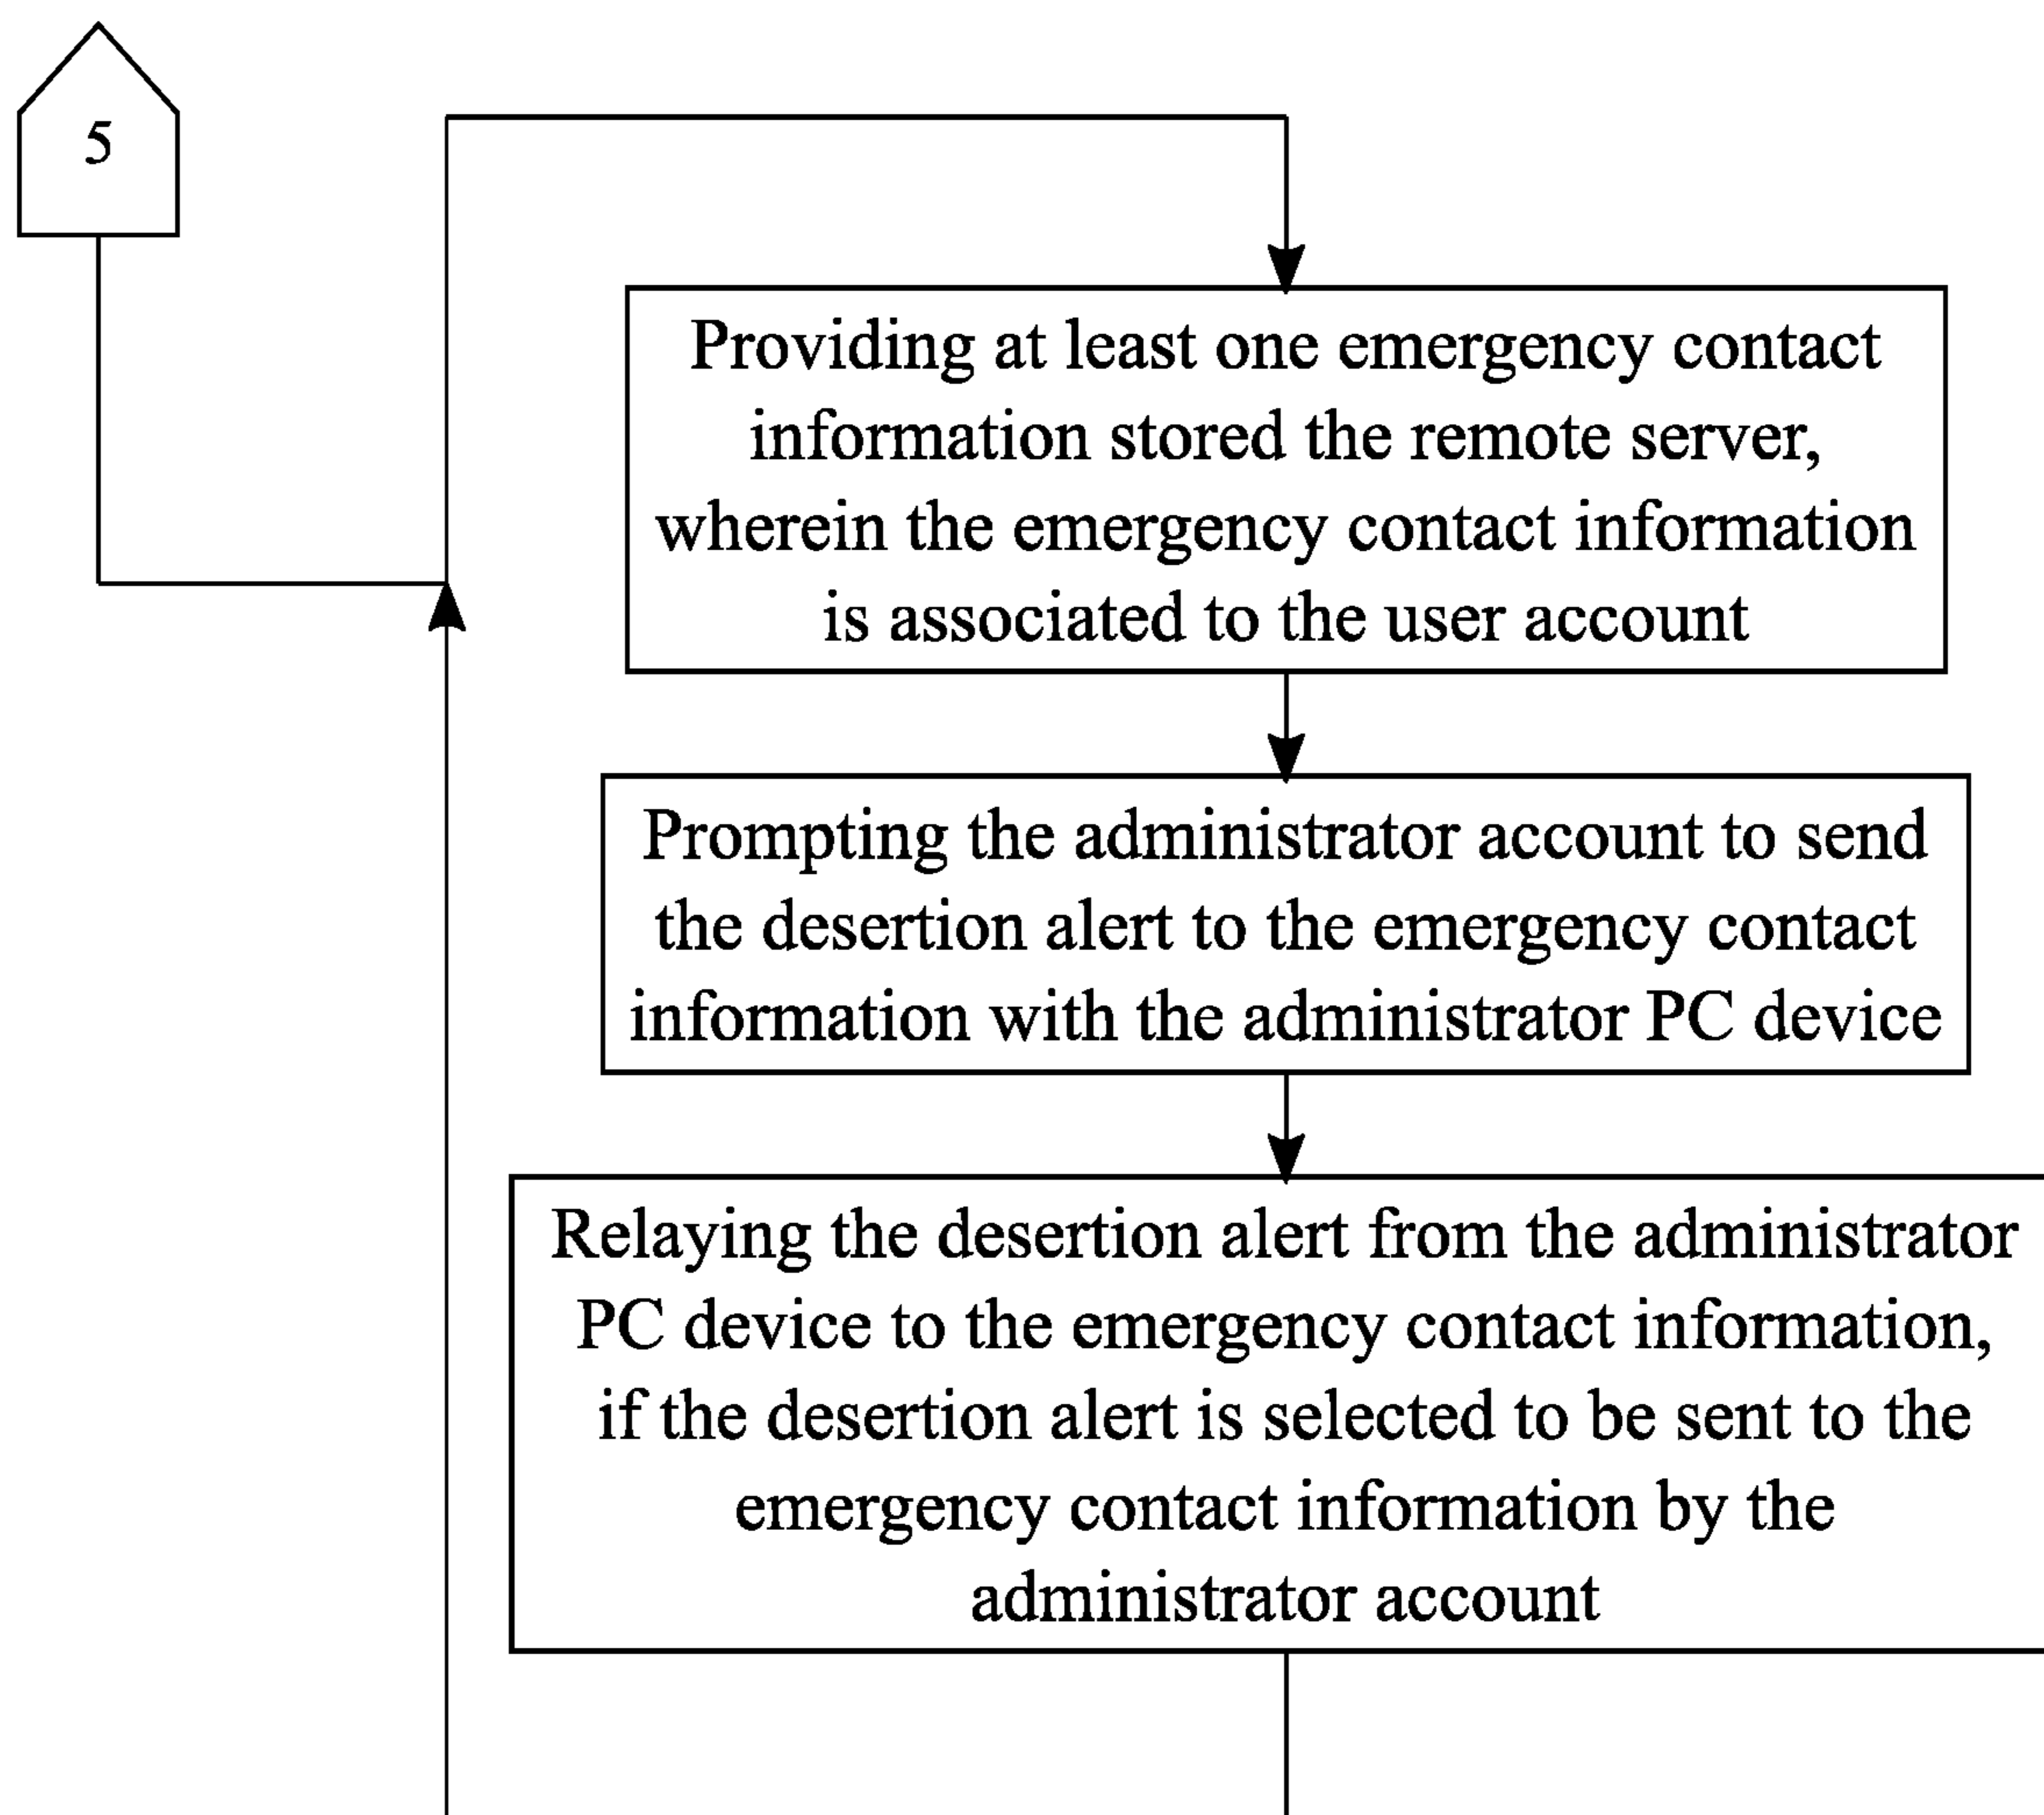 5
Providing at least one emergency contact
information stored the remote server,
wherein the emergency contact information
is associated to the user account
Prompting the administrator account to send
the desertion alert to the emergency contact
information with the administrator PC device
Relaying the desertion alert from the administrator
PC device to the emergency contact information,
if the desertion alert is selected to be sent to the
emergency contact information by the
administrator account